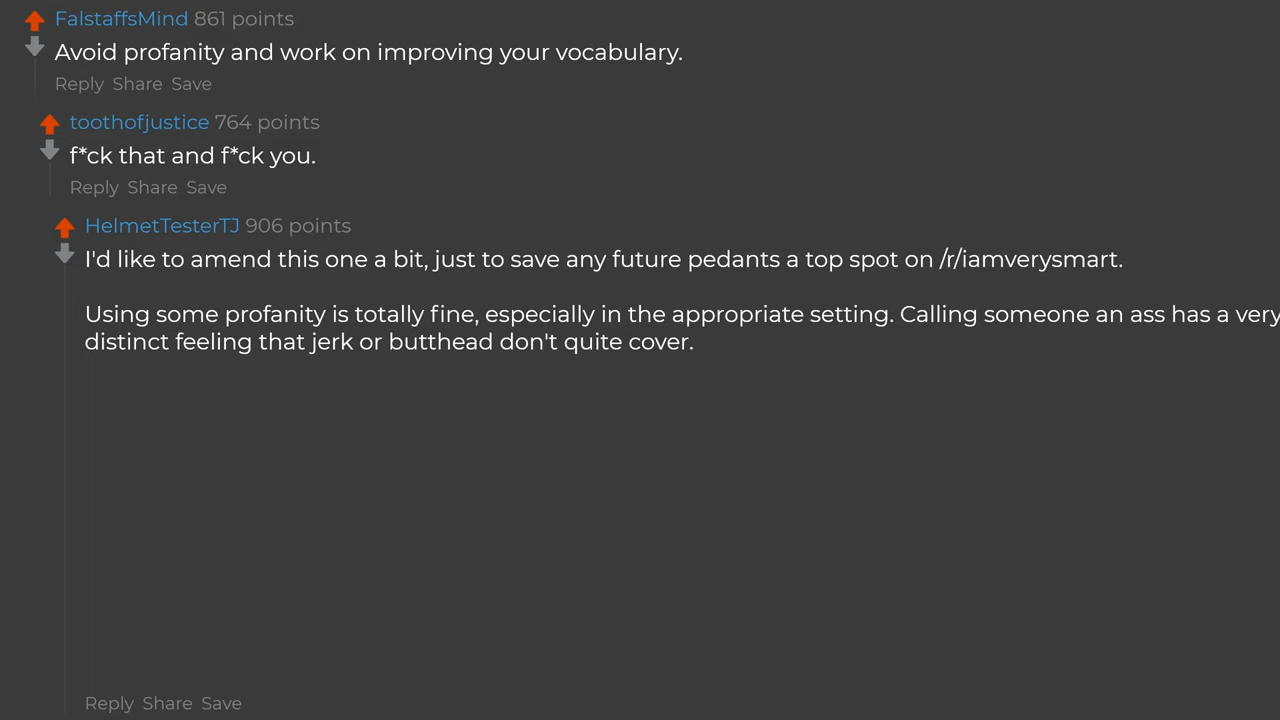 FalstaffsMind 861 points
Avoid profanity and work on improving your vocabulary.
Reply Share Save
toothofjustice 764 points
f*ck that and f*ck you.
Reply Share Save
HelmetTesterTJ 906 points
I'd like to amend this one a bit, just to save any future pedants a top spot on /r/iamverysmart.
Using some profanity is totally fine, especially in the appropriate setting. Calling someone an ass has a very
distinct feeling that jerk or butthead don't quite cover.
Reply Share Save